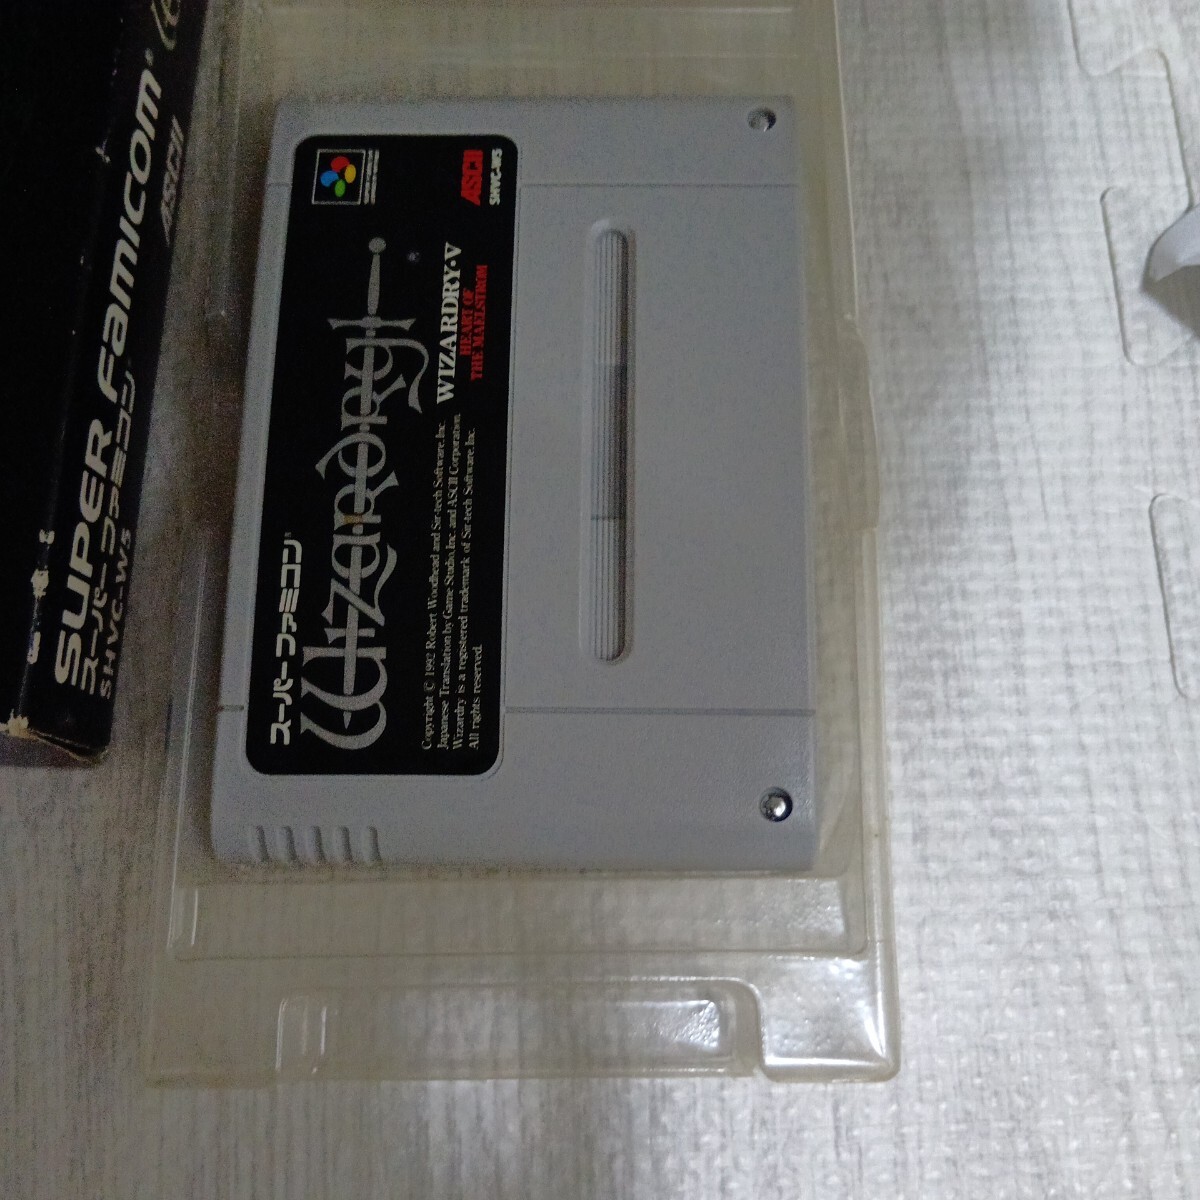 SUPER FAMICOM
ASCII
スーパーファミコン
SHVC-W5
スーパーファミコン
Wizardry
Copyright © 1992 Robert Woodhead and Sir-tech Software, Inc.
Japanese Translation by Game Studio, Inc. and ASCII Corporation.
Wizardry is a registered trademark of Sir-tech Software, Inc.
All rights reserved.
WIZARDRY·V
HEART OF
THE MAELSTROM
ASCII
SHVC-W5